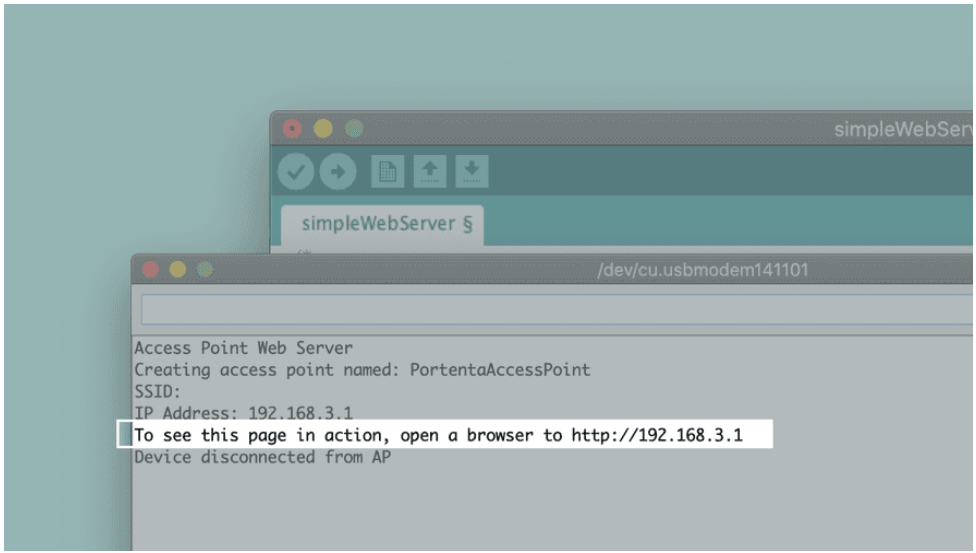 simpleWebServ
simpleWebServer §
/*
/dev/cu.usbmodem141101
Access Point Web Server
Creating access point named: PortentaAccessPoint
SSID:
IP Address: 192.168.3.1
To see this page in action, open a browser to http://192.168.3.1
Device disconnected from AP